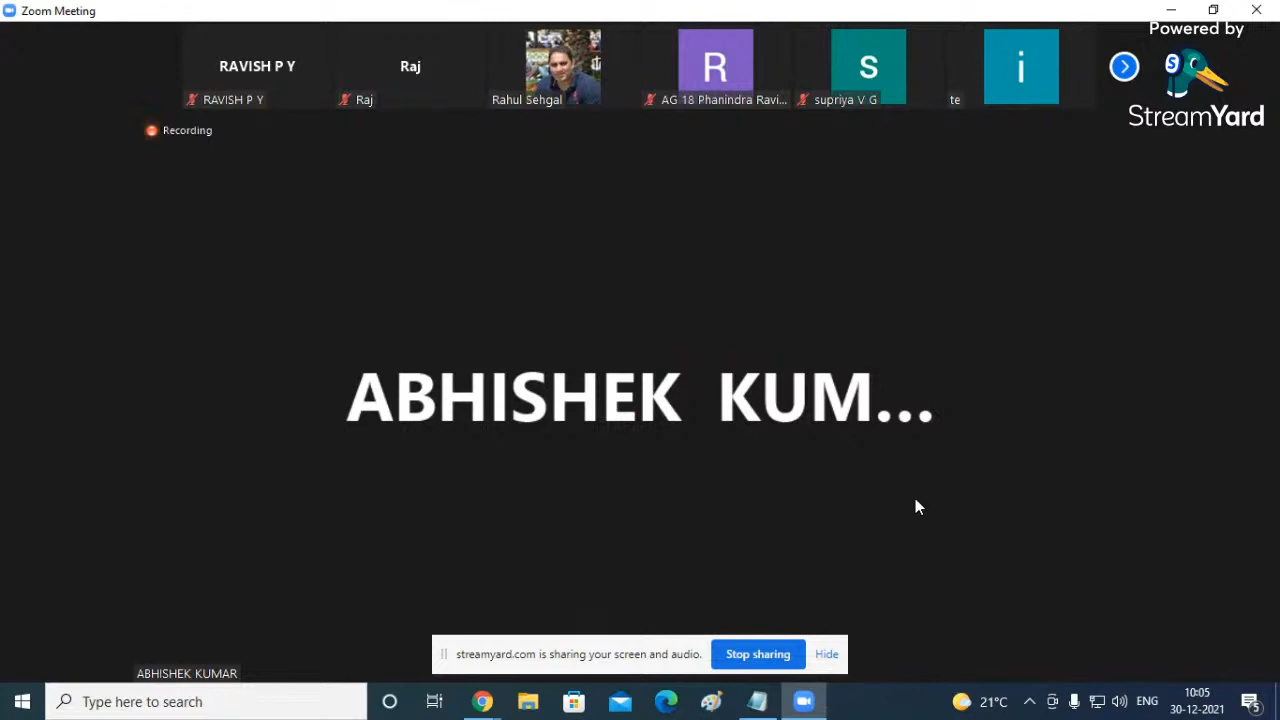 Zoom Meeting
Powered by
StreamYard
RAVISH P Y
Raj
R
s
i
RAVISH P Y
Raj
Rahul Sehgal
AG 18 Phanindra Ravi...
supriya V G
te
Recording
ABHISHEK KUM...
streamyard.com is sharing your screen and audio.
Stop sharing
Hide
ABHISHEK KUMAR
Type here to search
21°C
ENG
10:05
30-12-2021
5